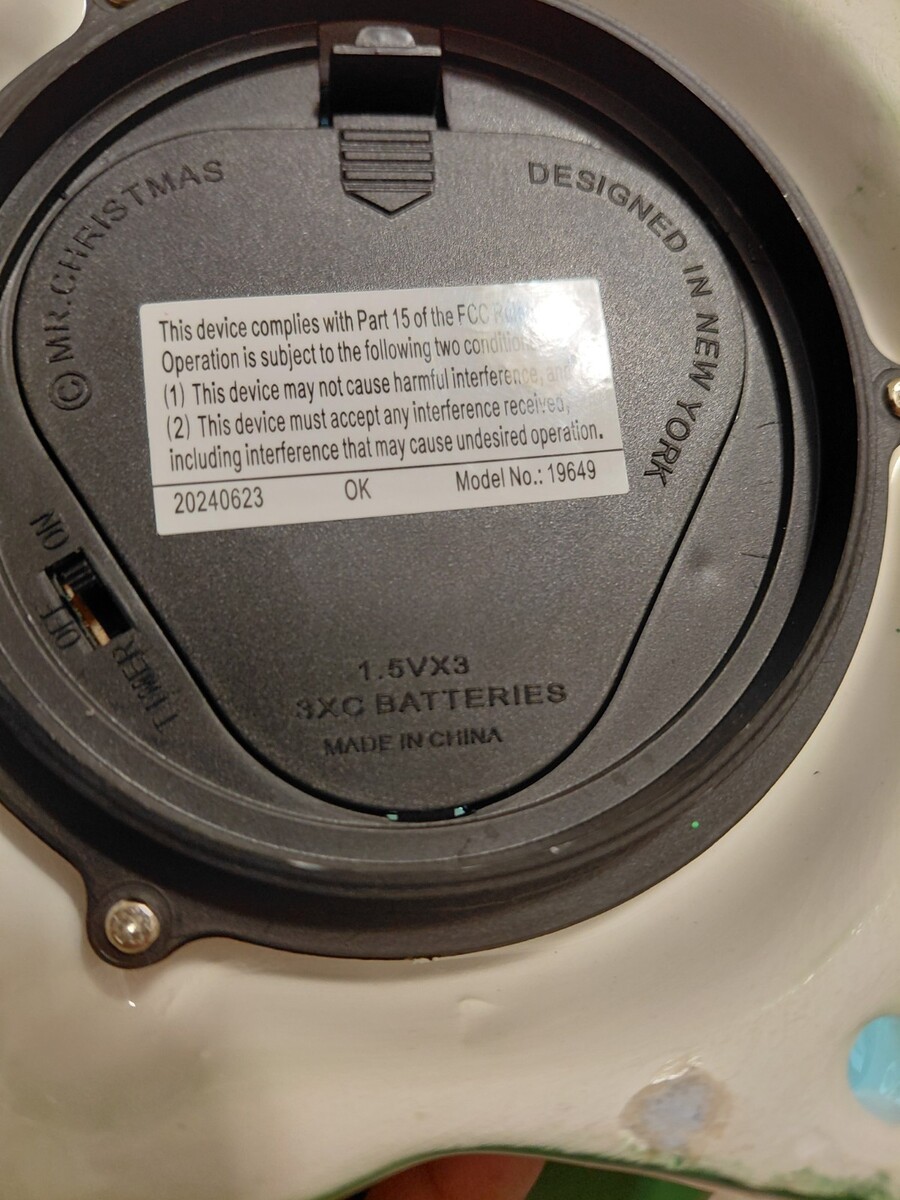 © MR.CHRISTMAS
DESIGNED IN NEW YORK
This device complies with Part 15 of the FCC
Operation is subject to the following two
(1) This device may not cause harmful interference, and
(2) This device must accept any interference received,
including interference that may cause undesired operation.
20240623 OK Model No.: 19649
ON
OFF
TIMER
1.5VX3
3XC BATTERIES
MADE IN CHINA